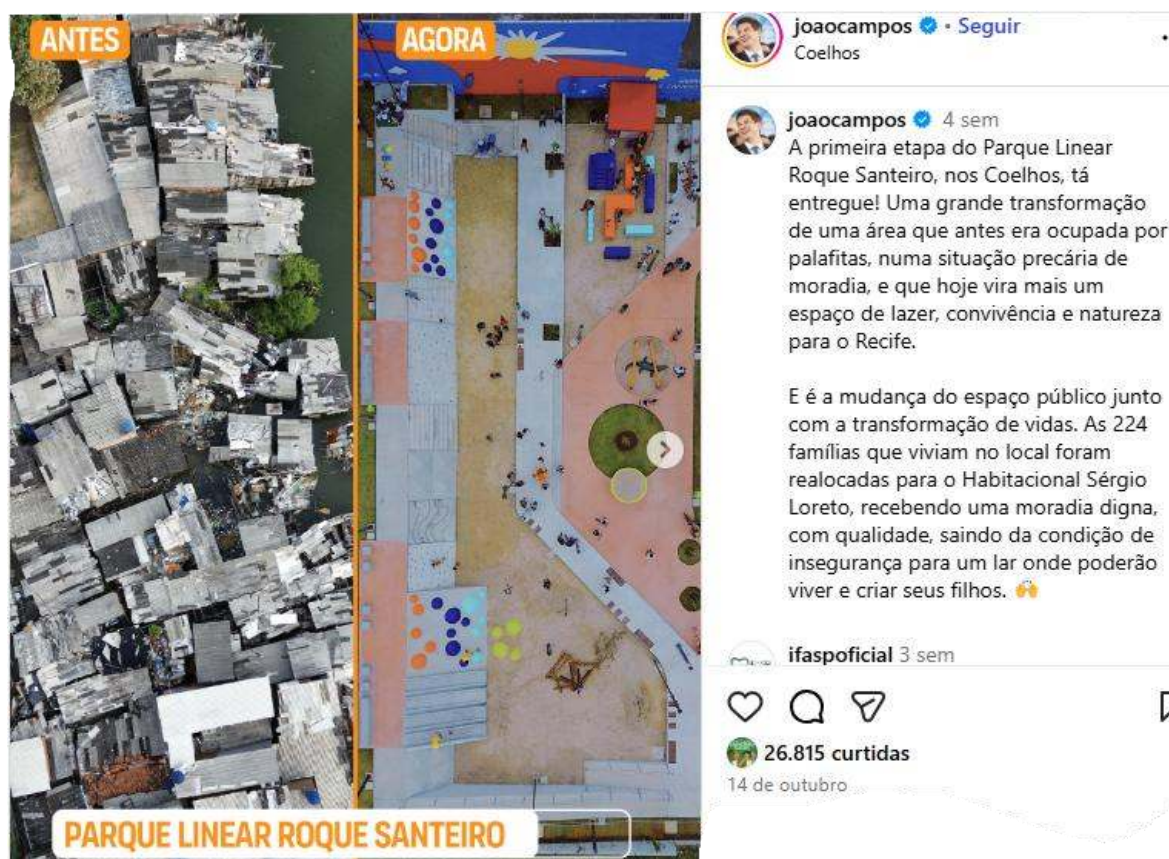 ANTES
AGORA
PARQUE LINEAR ROQUE SANTEIRO
joaocampos • Seguir
Coelhos
joaocampos 4 sem
A primeira etapa do Parque Linear
Roque Santeiro, nos Coelhos, tá
entregue! Uma grande transformação
de uma área que antes era ocupada por
palafitas, numa situação precária de
moradia, e que hoje vira mais um
espaço de lazer, convivência e natureza
para o Recife.
E é a mudança do espaço público junto
com a transformação de vidas. As 224
famílias que viviam no local foram
realocadas para o Habitacional Sérgio
Loreto, recebendo uma moradia digna,
com qualidade, saindo da condição de
insegurança para um lar onde poderão
viver e criar seus filhos. 🙌
ifaspoficial 3 sem
26.815 curtidas
14 de outubro